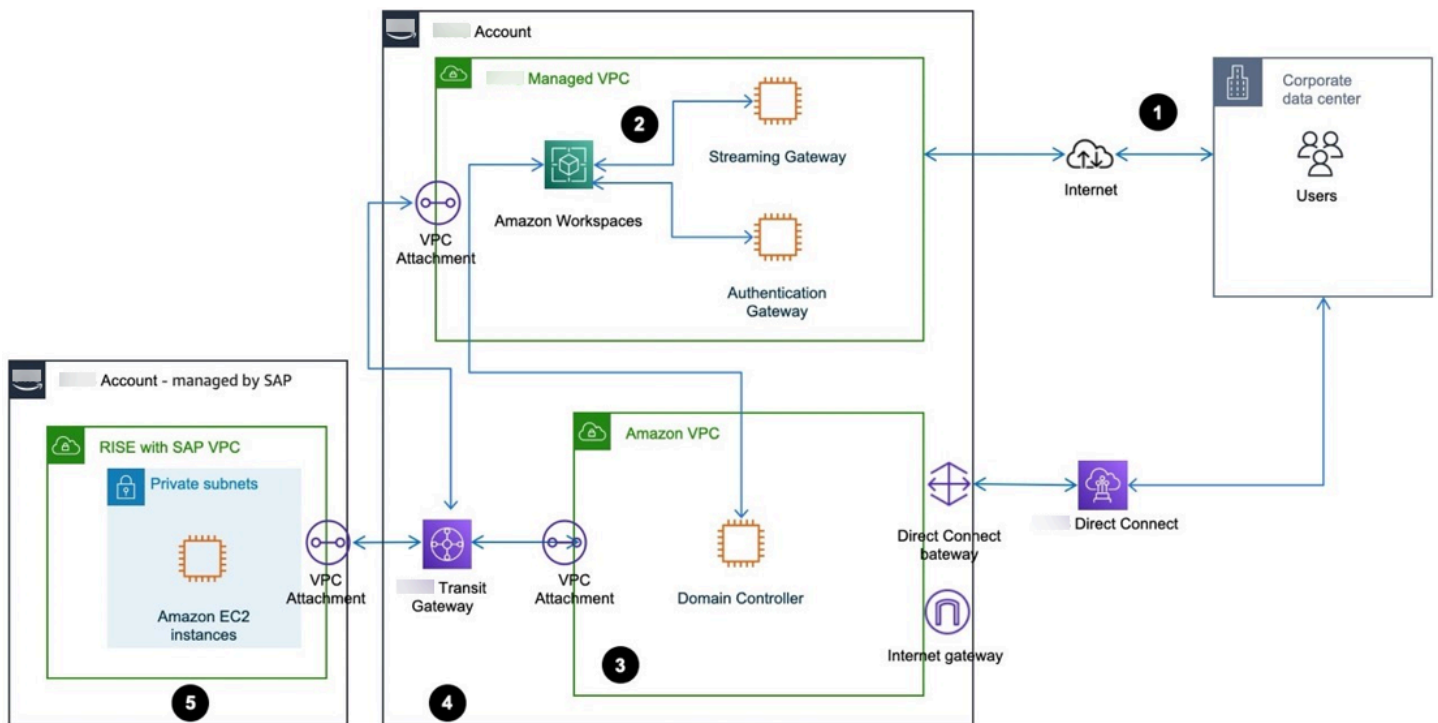 Account
Managed VPC
2
Streaming Gateway
Amazon Workspaces
VPC
Attachment
Authentication
Gateway
1
Internet
Corporate
data center
Users
Account - managed by SAP
RISE with SAP VPC
Private subnets
Amazon EC2
instances
VPC
Attachment
5
Transit
Gateway
4
VPC
Attachment
Amazon VPC
Domain Controller
3
Direct Connect
bateway
Internet gateway
Direct Connect